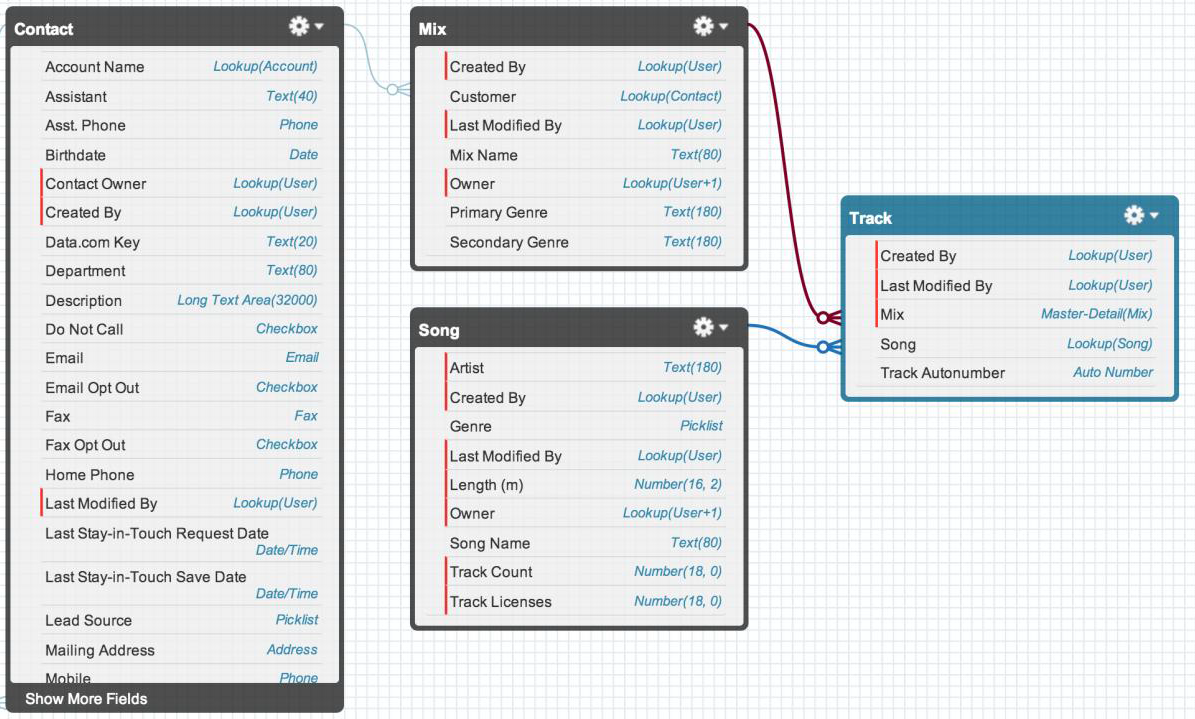 Contact
Account Name Lookup(Account)
Assistant Text(40)
Asst. Phone Phone
Birthdate Date
Contact Owner Lookup(User)
Created By Lookup(User)
Data.com Key Text(20)
Department Text(80)
Description Long Text Area(32000)
Do Not Call Checkbox
Email Email
Email Opt Out Checkbox
Fax Fax
Fax Opt Out Checkbox
Home Phone Phone
Last Modified By Lookup(User)
Last Stay-in-Touch Request Date
Date/Time
Last Stay-in-Touch Save Date
Date/Time
Lead Source Picklist
Mailing Address Address
Mobile Phone
Show More Fields
Mix
Created By Lookup(User)
Customer Lookup(Contact)
Last Modified By Lookup(User)
Mix Name Text(80)
Owner Lookup(User+1)
Primary Genre Text(180)
Secondary Genre Text(180)
Song
Artist Text(180)
Created By Lookup(User)
Genre Picklist
Last Modified By Lookup(User)
Length (m) Number(16, 2)
Owner Lookup(User+1)
Song Name Text(80)
Track Count Number(18, 0)
Track Licenses Number(18, 0)
Track
Created By Lookup(User)
Last Modified By Lookup(User)
Mix Master-Detail(Mix)
Song Lookup(Song)
Track Autonumber Auto Number